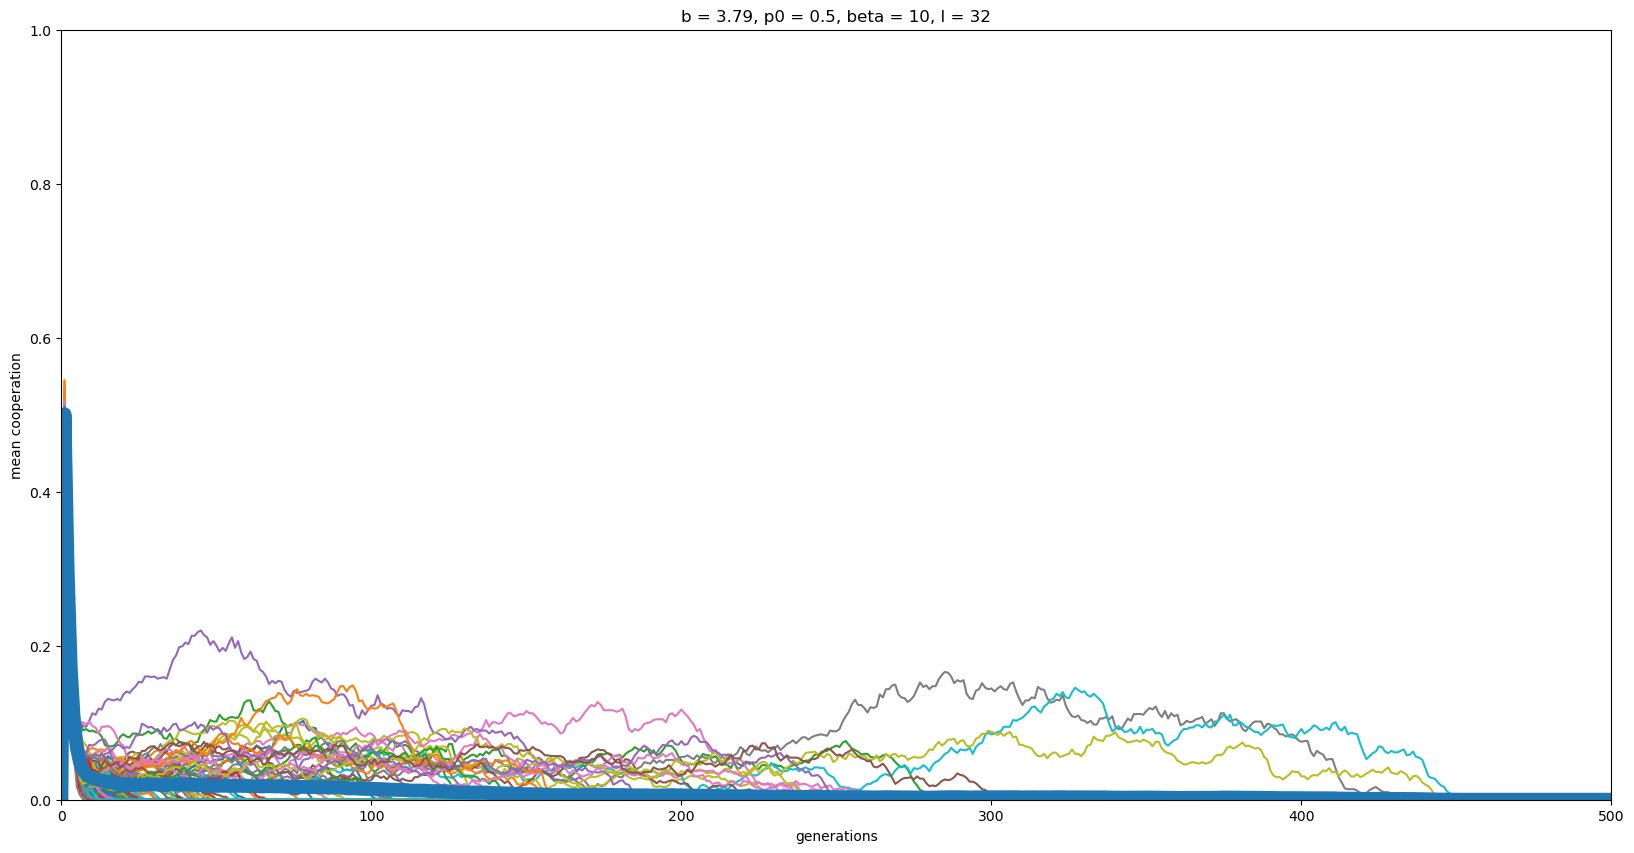 b = 3.79, p0 = 0.5, beta = 10, l = 32
1.0
0.8
0.6
0.4
0.2
0.0
mean cooperation
0 100 200 300 400 500
generations